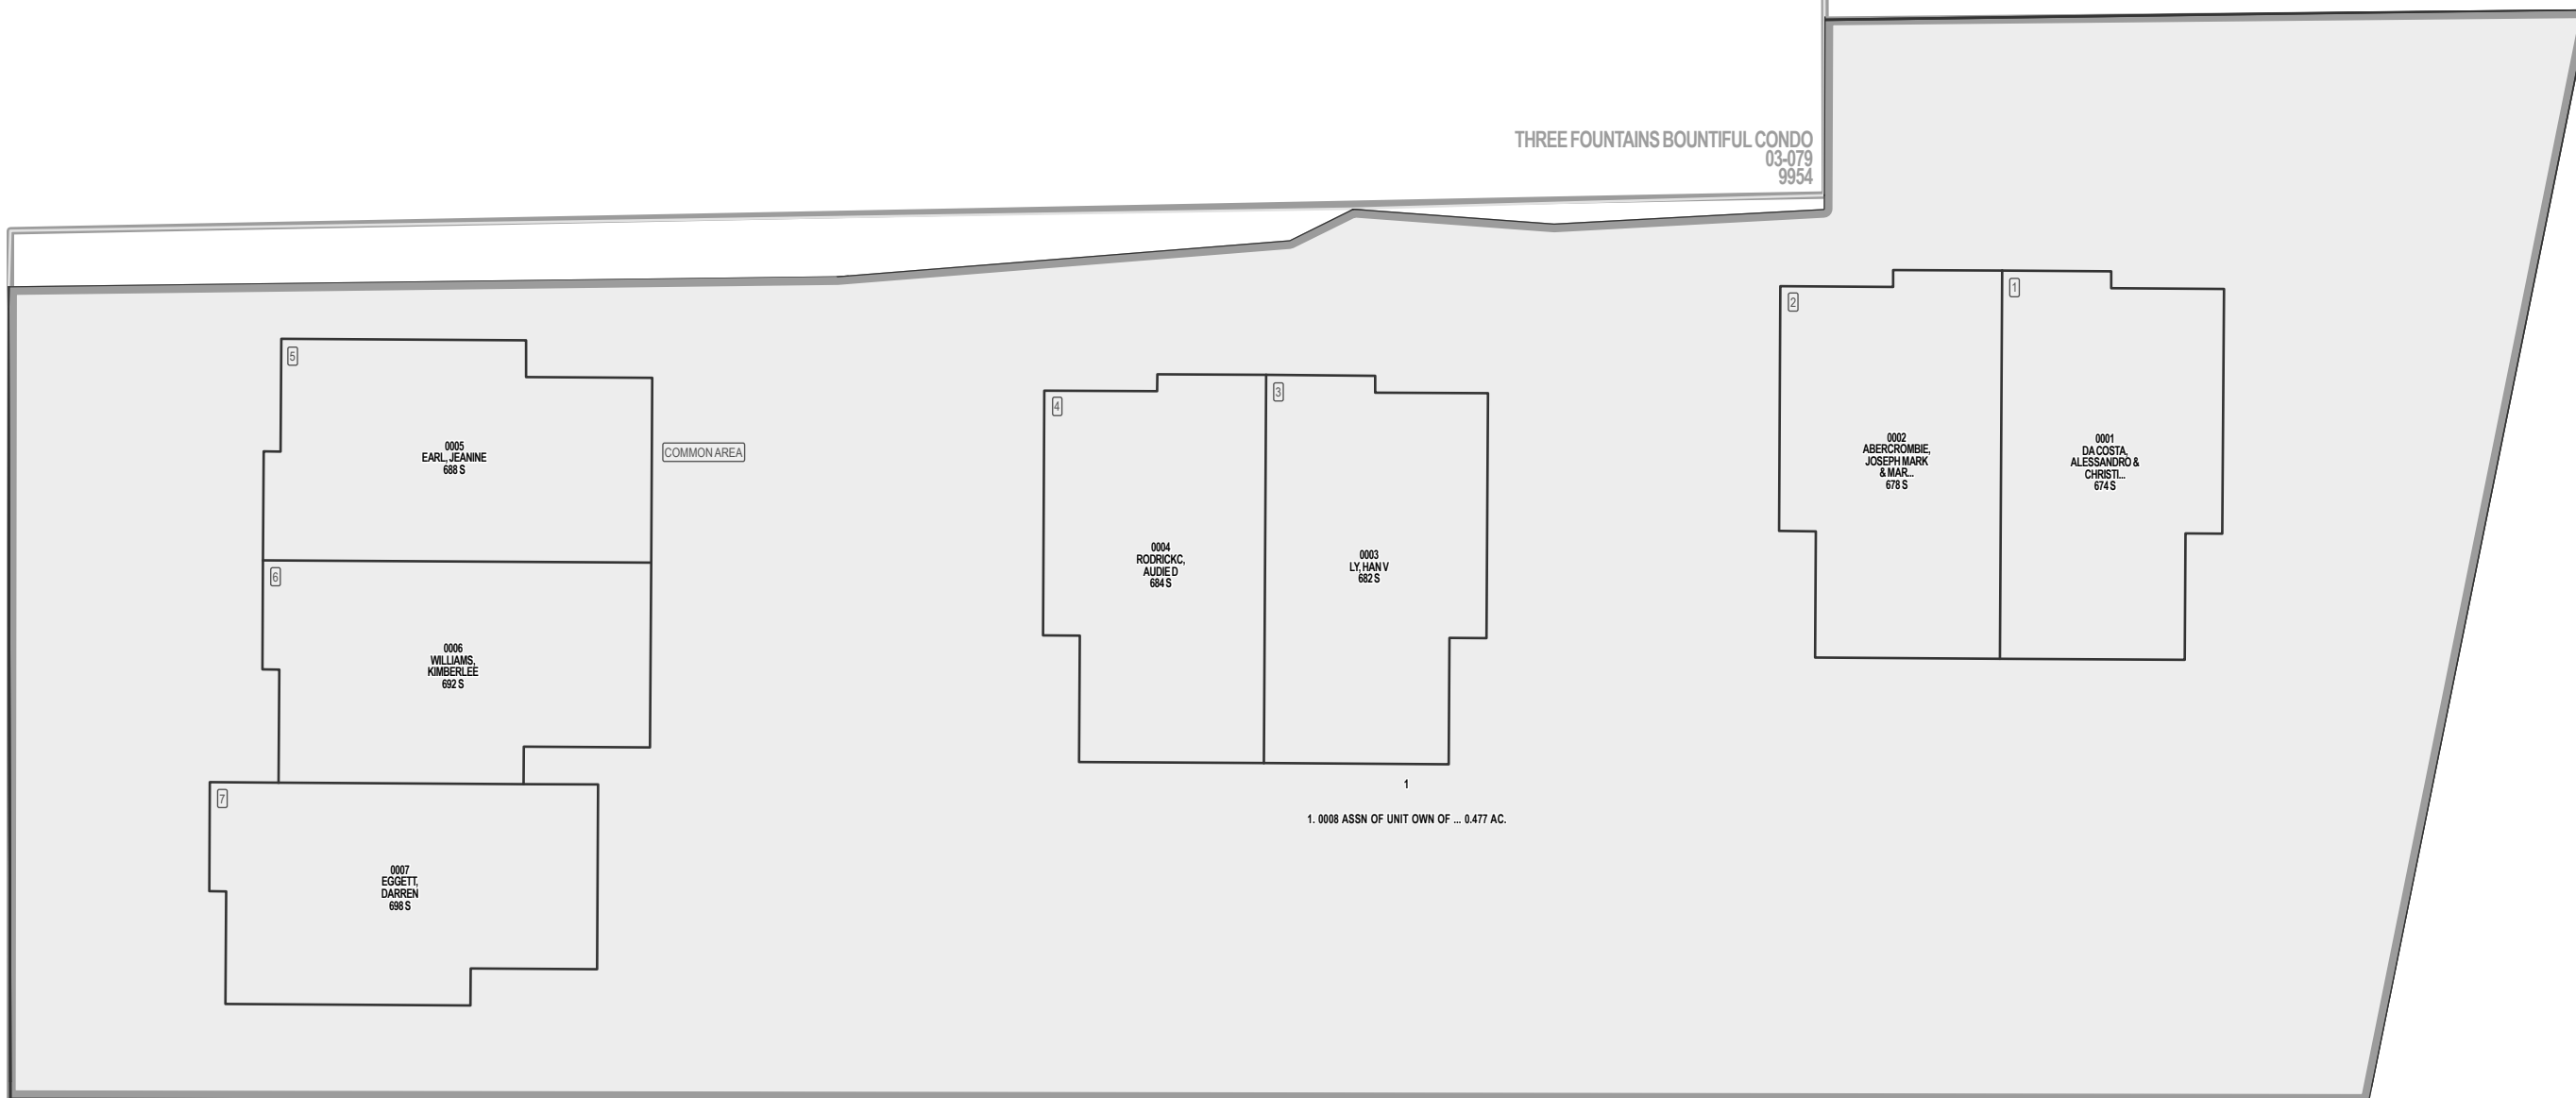 THREE FOUNTAINS BOUNTIFUL CONDO
03-079
9954
5
0005
EARL, JEANINE
688 S
COMMON AREA
6
0006
WILLIAMS,
KIMBERLEE
692 S
7
0007
EGGETT,
DARREN
698 S
4
0004
RODRICKC,
AUDIE D
684 S
3
0003
LY, HAN V
682 S
2
0002
ABERCROMBIE,
JOSEPH MARK
& MAR...
678 S
1
0001
DA COSTA,
ALESSANDRO &
CHRISTI...
674 S
1
1. 0008 ASSN OF UNIT OWN OF ... 0.477 AC.